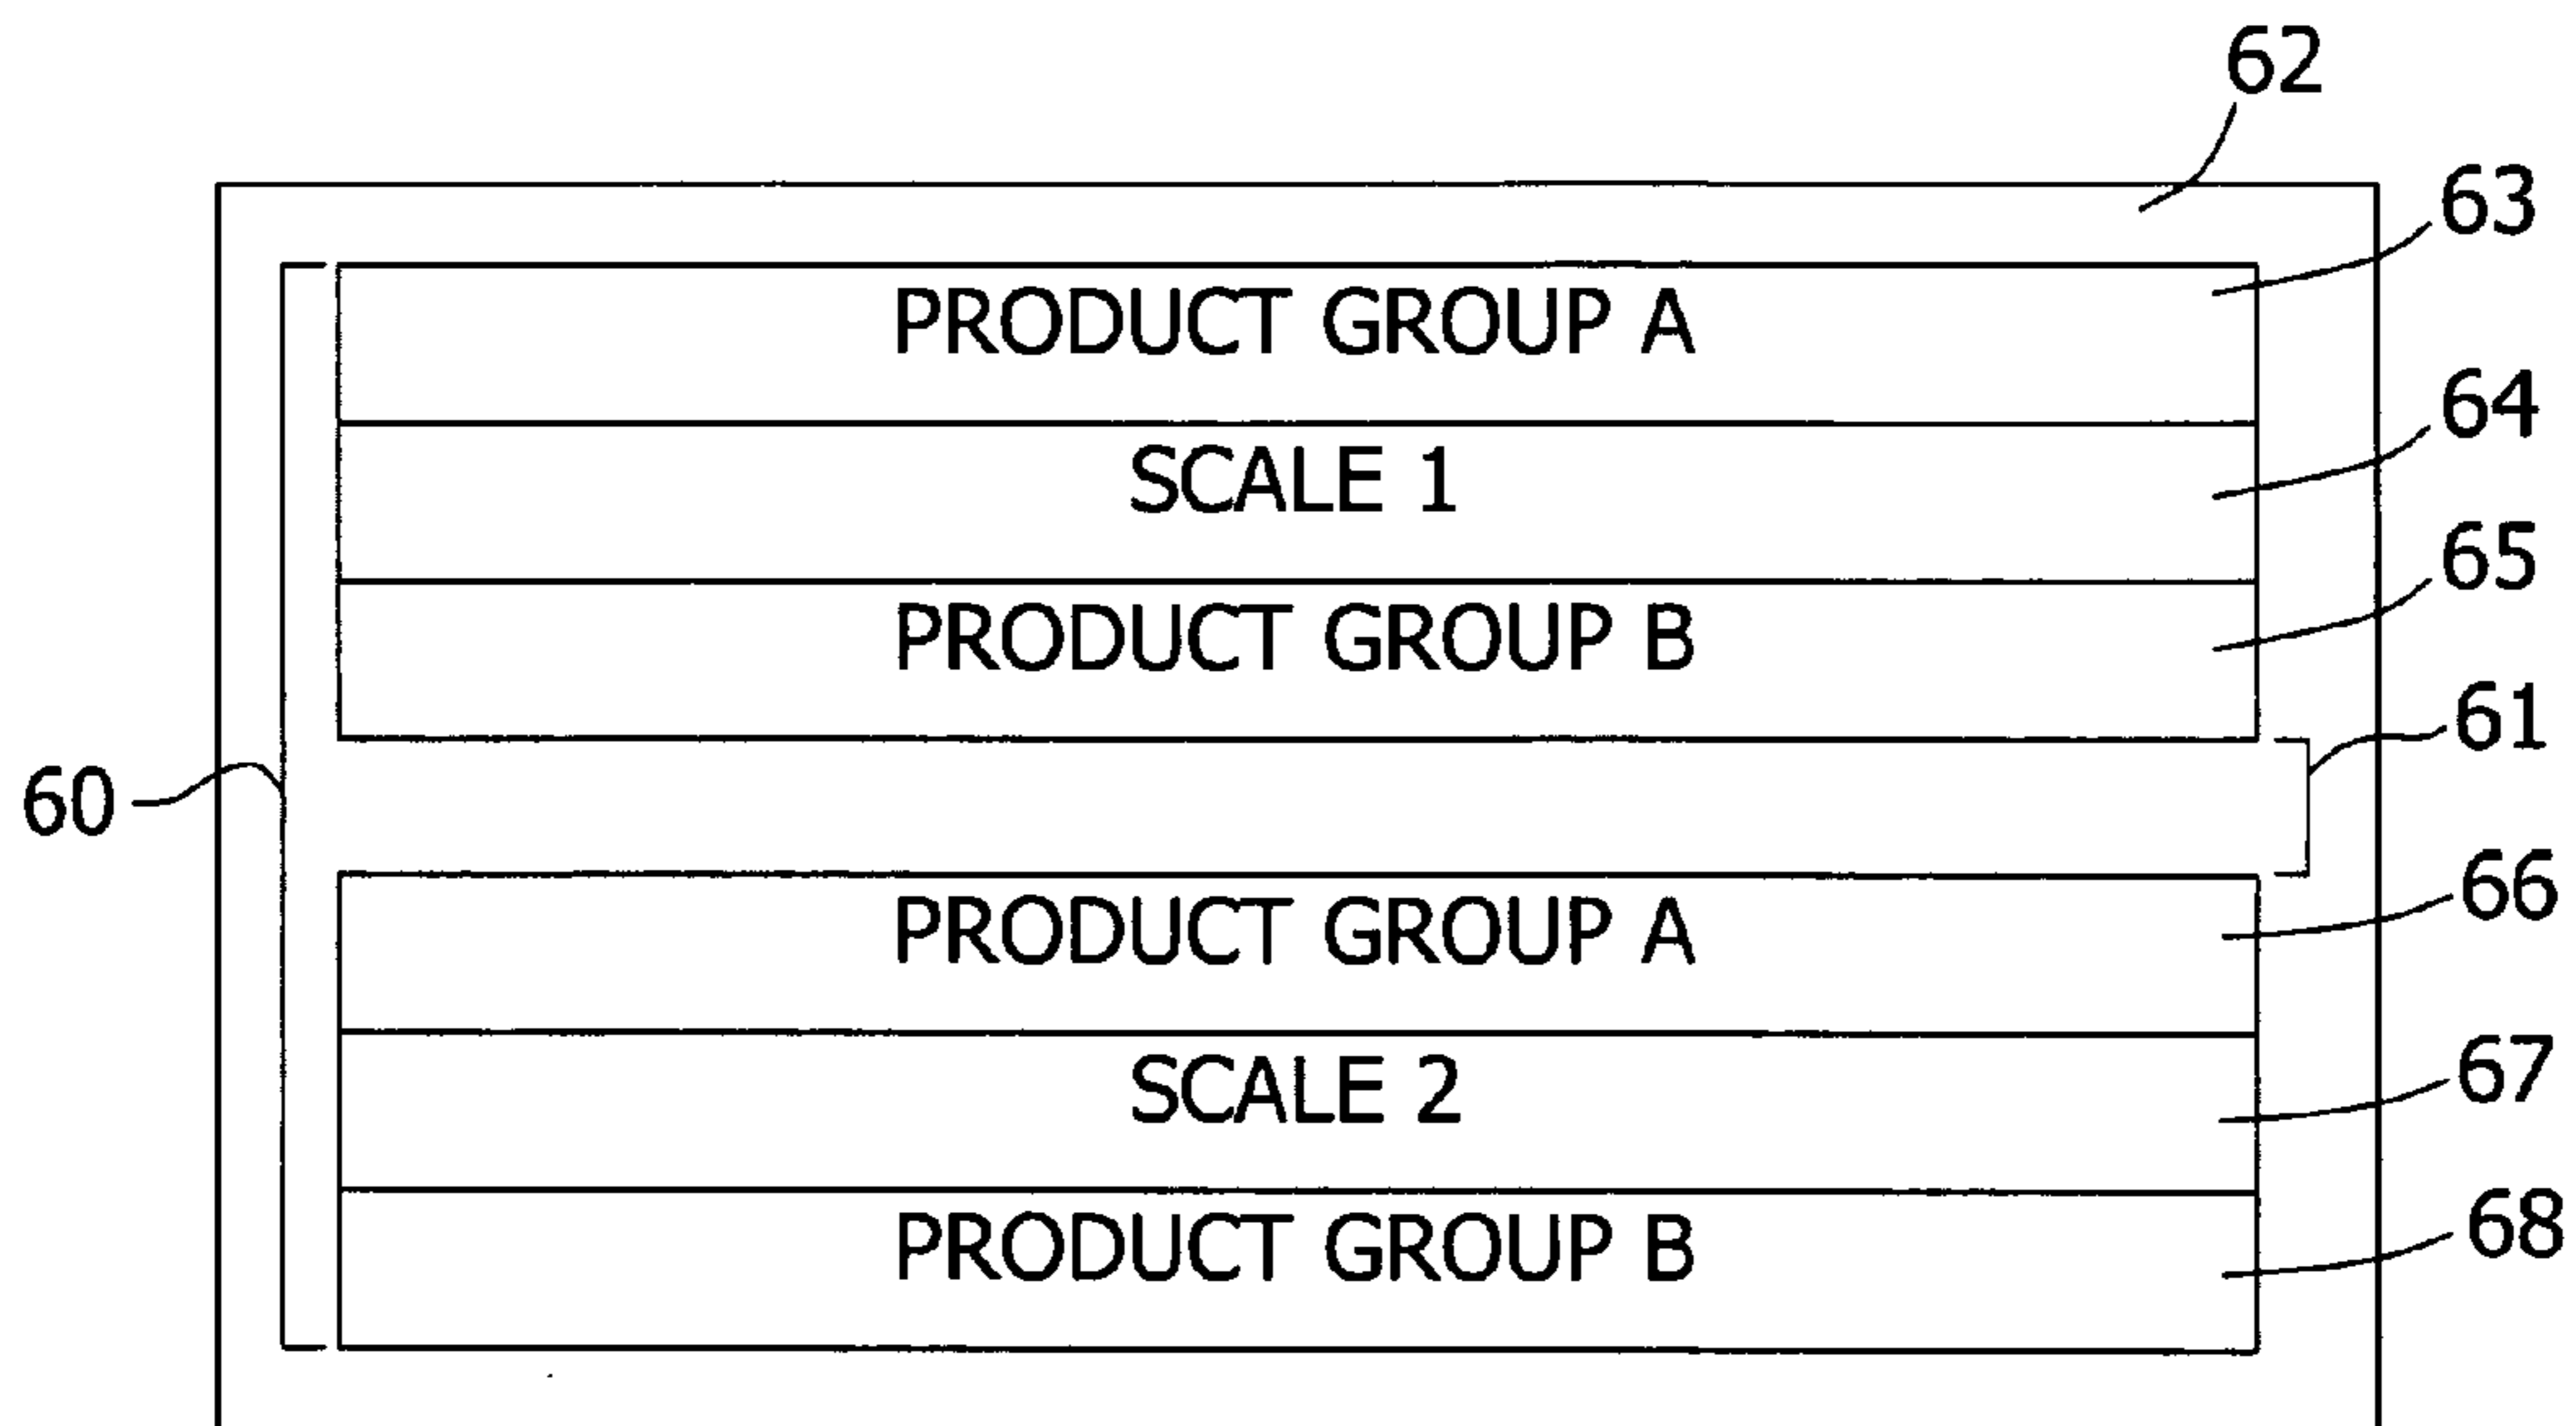 62
63
PRODUCT GROUP A
64
SCALE 1
65
PRODUCT GROUP B
61
60
66
PRODUCT GROUP A
67
SCALE 2
68
PRODUCT GROUP B